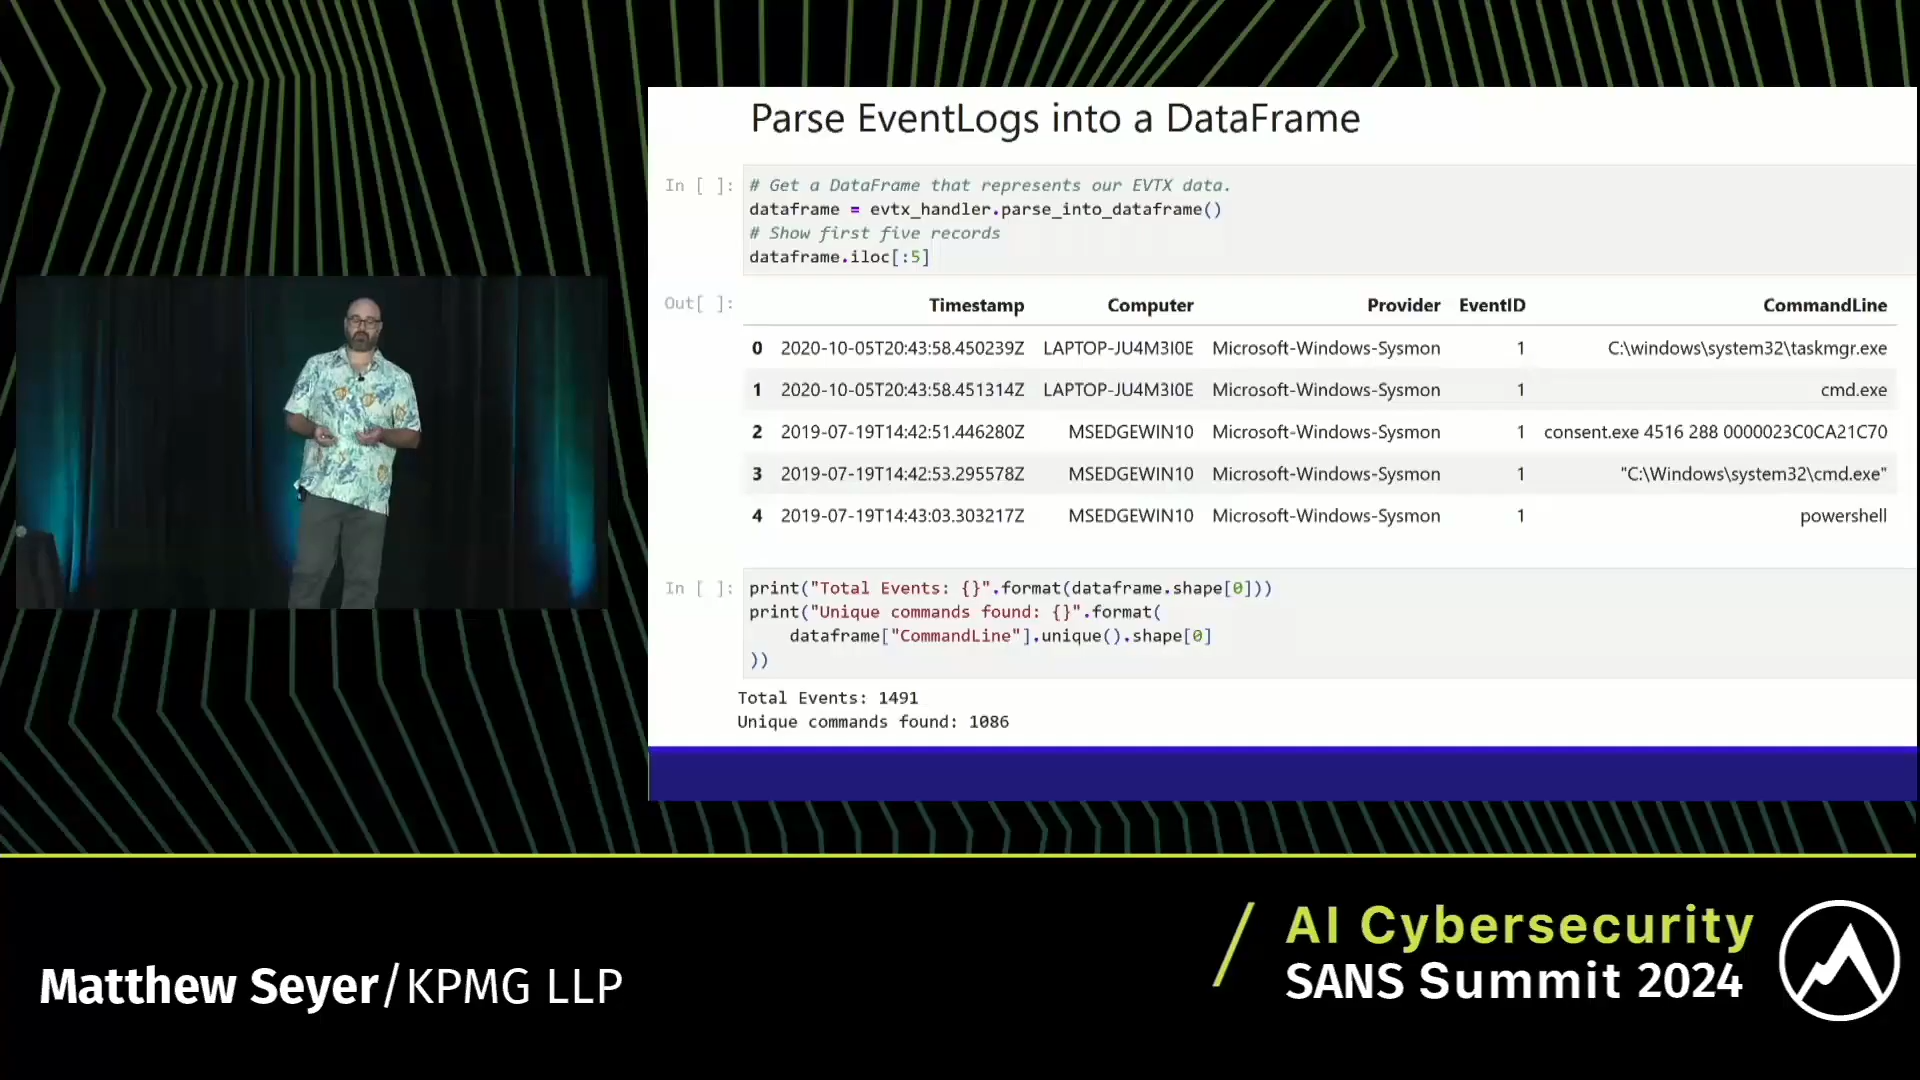 Parse EventLogs into a DataFrame
In [ ]: # Get a DataFrame that represents our EVTX data.
dataframe = evtx_handler.parse_into_dataframe()
# Show first five records
dataframe.iloc[:5]
Out[ ]: Timestamp Computer Provider EventID CommandLine
0 2020-10-05T20:43:58.450239Z LAPTOP-JU4M3I0E Microsoft-Windows-Sysmon 1 C:\windows\system32\taskmgr.exe
1 2020-10-05T20:43:58.451314Z LAPTOP-JU4M3I0E Microsoft-Windows-Sysmon 1 cmd.exe
2 2019-07-19T14:42:51.446280Z MSEDGEWIN10 Microsoft-Windows-Sysmon 1 consent.exe 4516 288 0000023C0CA21C70
3 2019-07-19T14:42:53.295578Z MSEDGEWIN10 Microsoft-Windows-Sysmon 1 "C:\Windows\system32\cmd.exe"
4 2019-07-19T14:43:03.303217Z MSEDGEWIN10 Microsoft-Windows-Sysmon 1 powershell
In [ ]: print("Total Events: {}".format(dataframe.shape[0]))
print("Unique commands found: {}".format(
    dataframe["CommandLine"].unique().shape[0]
))
Total Events: 1491
Unique commands found: 1086
Matthew Seyer/KPMG LLP
/ AI Cybersecurity
SANS Summit 2024